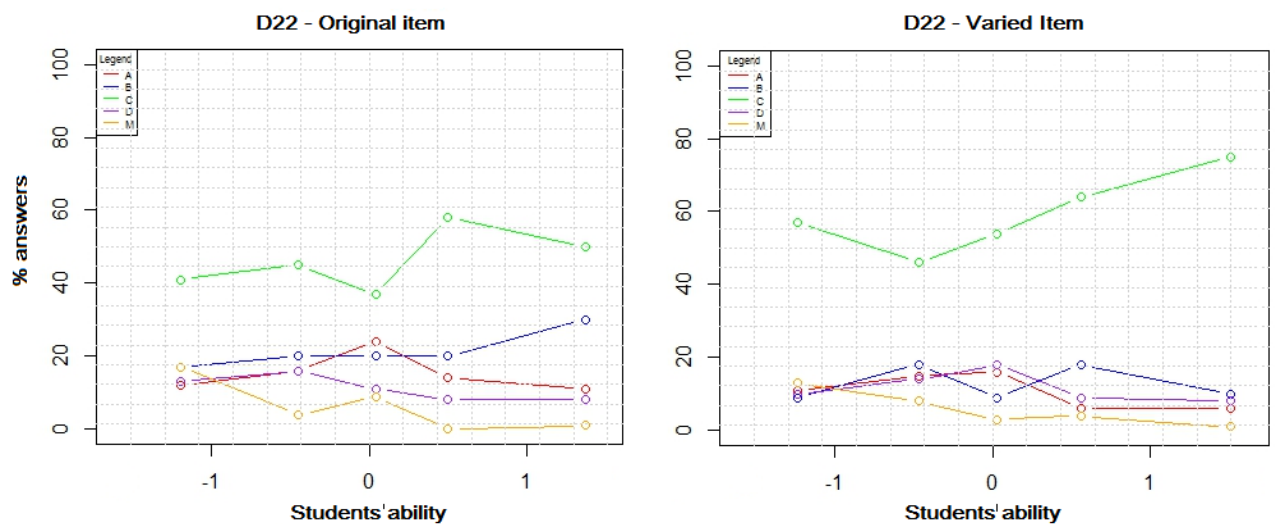 D22 - Original item
Legend
A
B
C
D
M
% answers
100
80
60
40
20
0
-1
0
1
Students' ability
D22 - Varied Item
Legend
A
B
C
D
M
100
80
60
40
20
0
-1
0
1
Students' ability